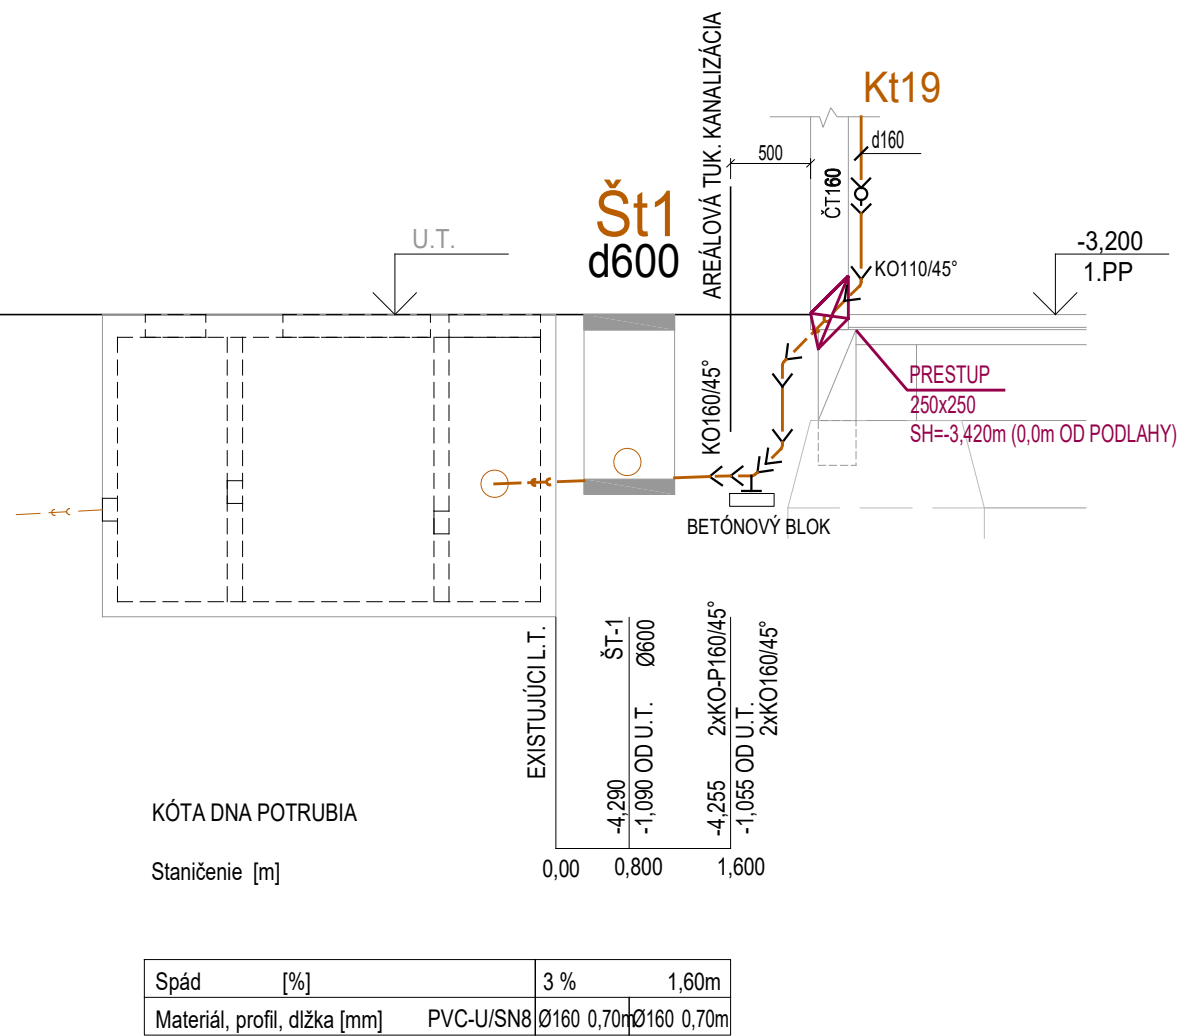 Kt19
d160
500
AREÁLOVÁ TUK. KANALIZÁCIA
ČT160
Št1
d600
U.T.
-3,200
1.PP
KO110/45°
KO160/45°
PRESTUP
250x250
SH=-3,420m (0,0m OD PODLAHY)
BETÓNOVÝ BLOK
EXISTUJÚCI L.T.
-4,290 ŠT-1
-1,090 OD U.T. Ø600
-4,255 2xKO-P160/45°
-1,055 OD U.T.
2xKO160/45°
KÓTA DNA POTRUBIA
Staničenie [m] 0,00 0,800 1,600
Spád [%] 3 % 1,60m
Materiál, profil, dlžka [mm] PVC-U/SN8 Ø160 0,70m Ø160 0,70m